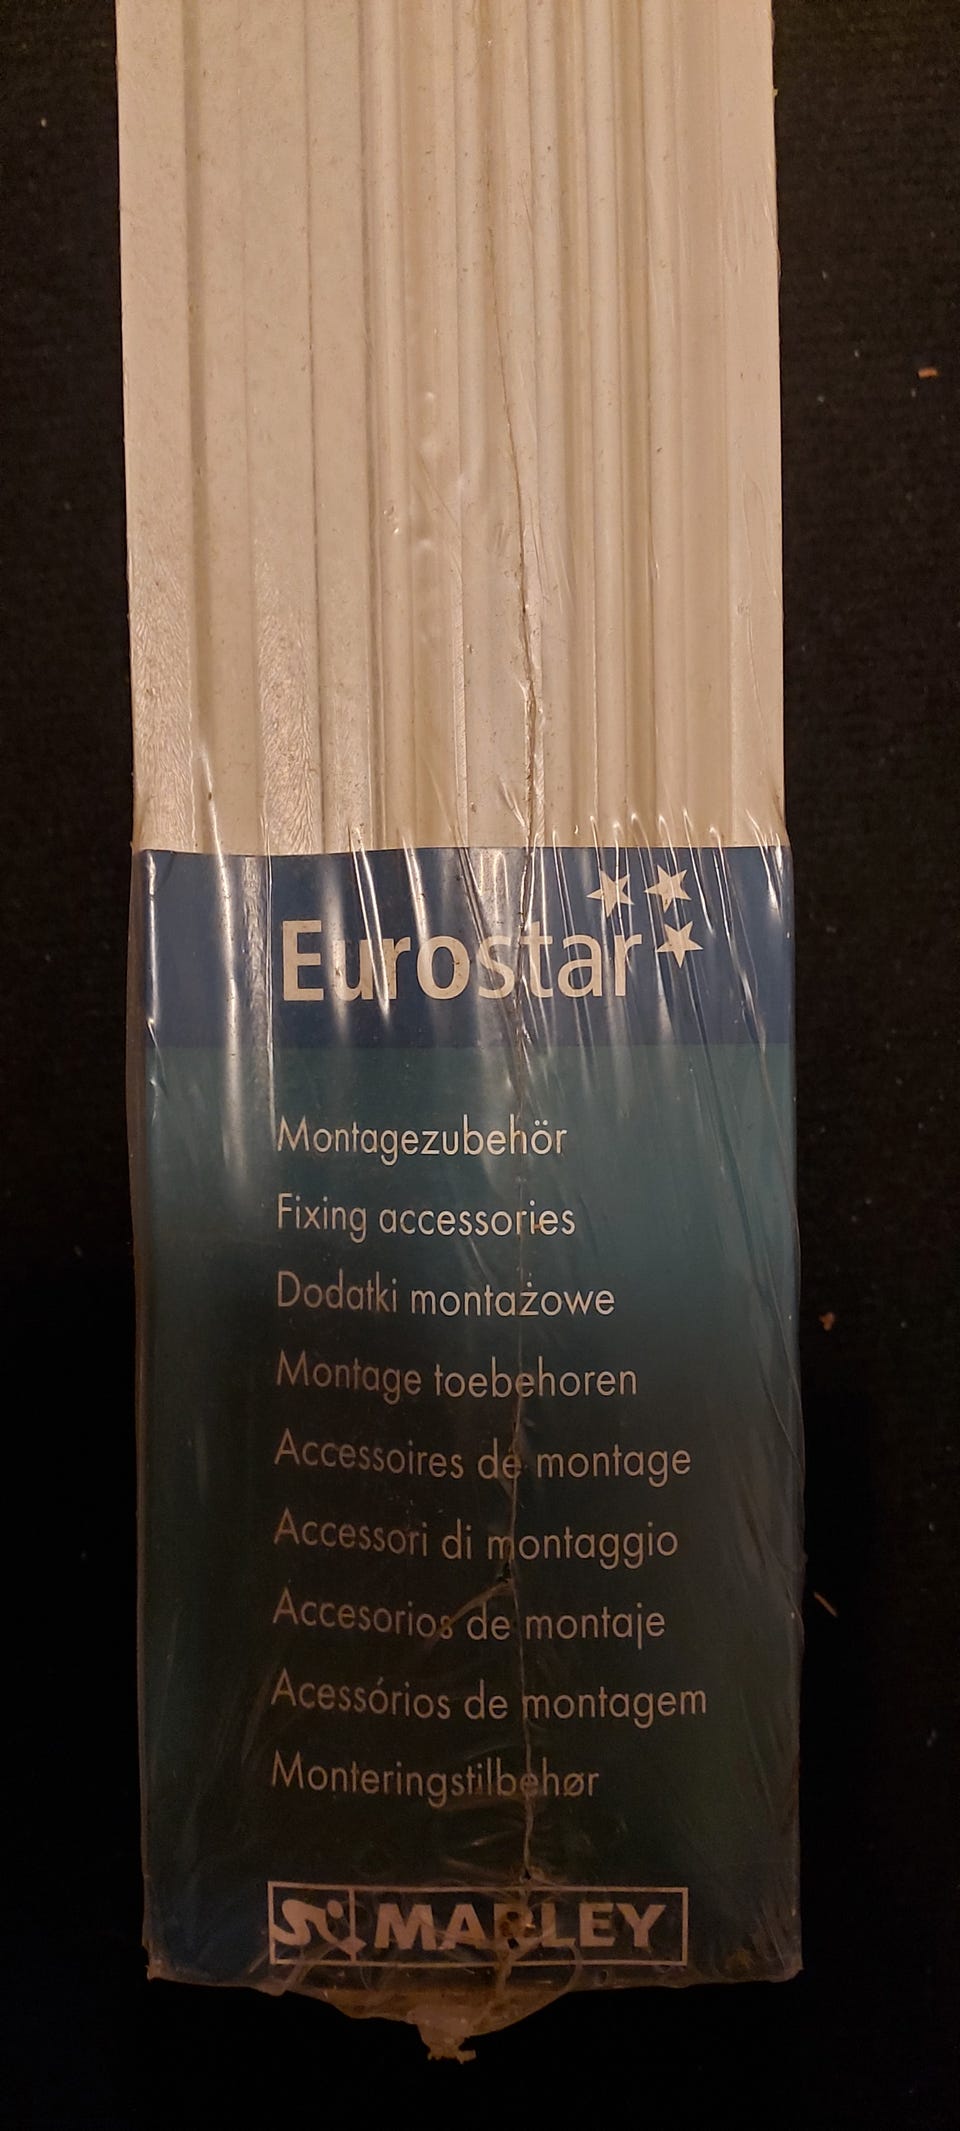 Eurostar
Montagezubehör
Fixing accessories
Dodatki montażowe
Montage toebehoren
Accessoires de montage
Accessori di montaggio
Accesorios de montaje
Acessórios de montagem
Monteringstilbehør
MARLEY